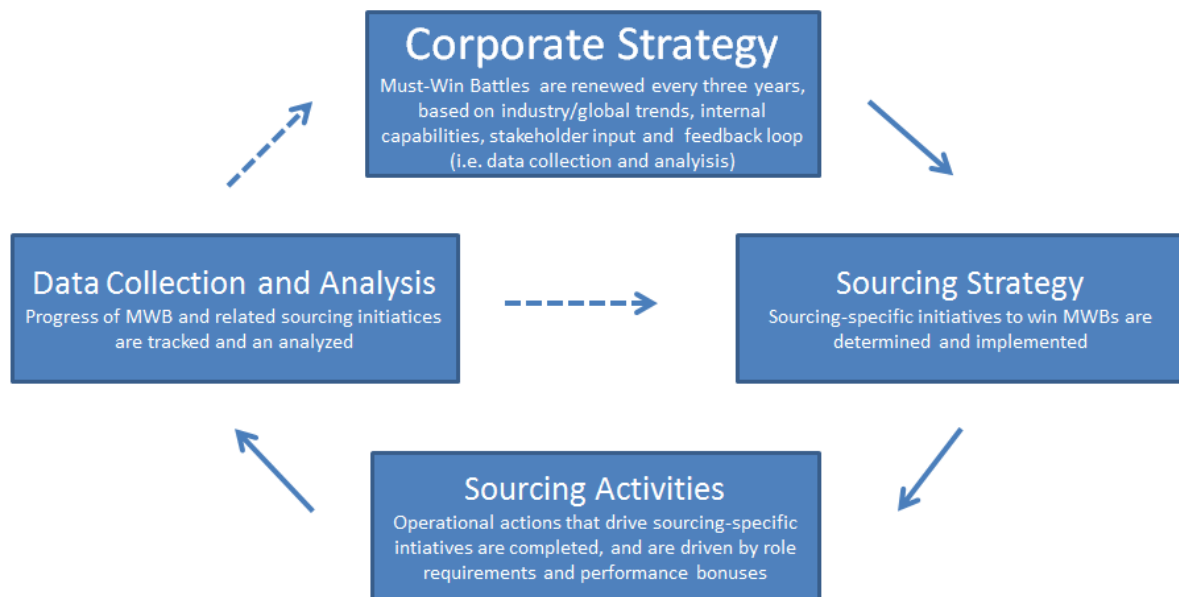 Corporate Strategy
Must-Win Battles are renewed every three years,
based on industry/global trends, internal
capabilities, stakeholder input and feedback loop
(i.e. data collection and analyisis)
Data Collection and Analysis
Progress of MWB and related sourcing initiatices
are tracked and an analyzed
Sourcing Strategy
Sourcing-specific initiatives to win MWBs are
determined and implemented
Sourcing Activities
Operational actions that drive sourcing-specific
intiatives are completed, and are driven by role
requirements and performance bonuses